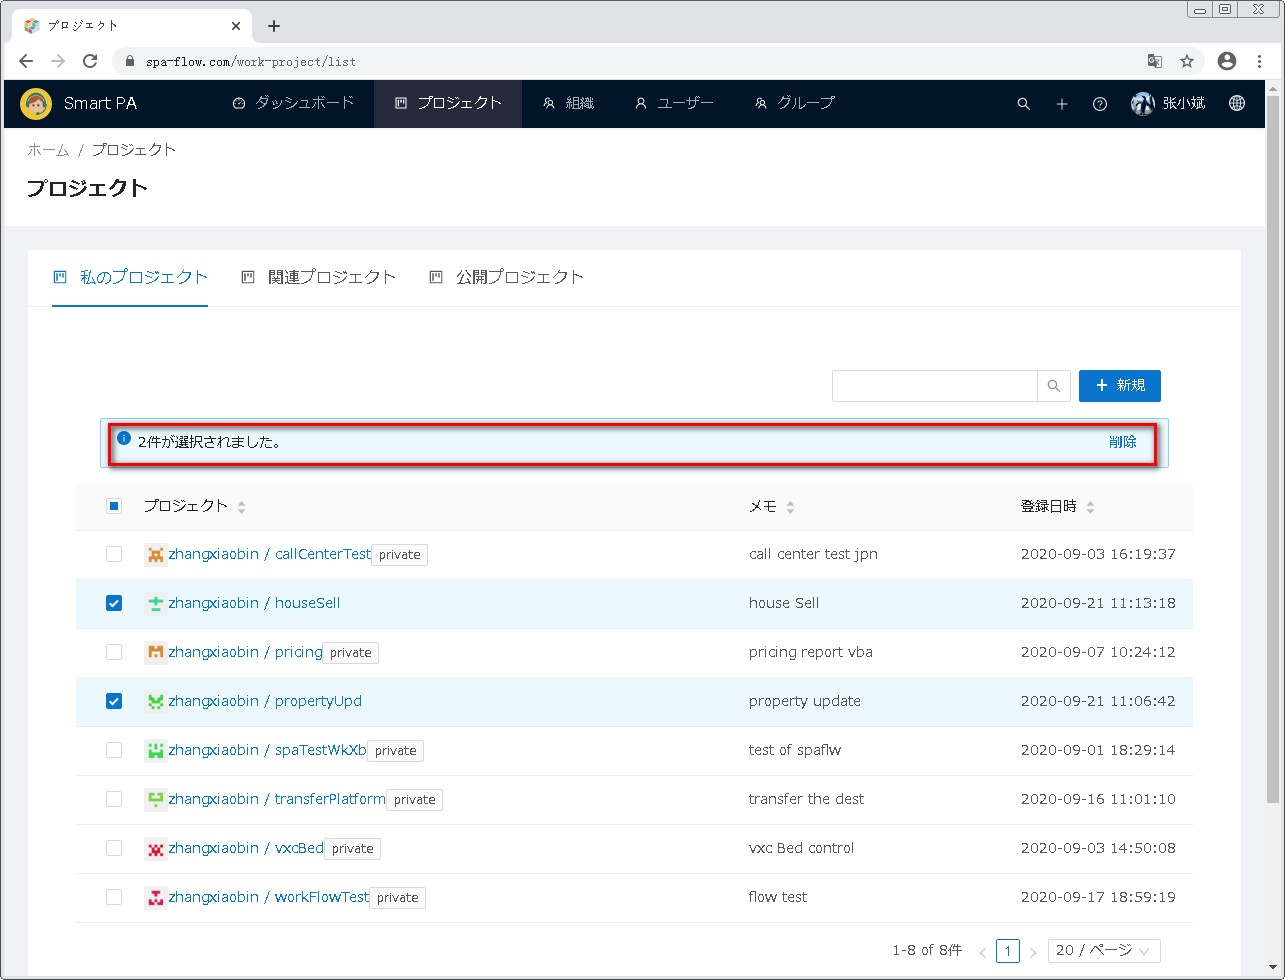 プロジェクト
spa-flow.com/work-project/list
Smart PA ダッシュボード プロジェクト 組織 ユーザー グループ 张小斌
ホーム / プロジェクト
プロジェクト
私のプロジェクト 関連プロジェクト 公開プロジェクト
新規
2件が選択されました。 削除
プロジェクト メモ 登録日時
zhangxiaobin / callCenterTest private call center test jpn 2020-09-03 16:19:37
zhangxiaobin / houseSell house Sell 2020-09-21 11:13:18
zhangxiaobin / pricing private pricing report vba 2020-09-07 10:24:12
zhangxiaobin / propertyUpd property update 2020-09-21 11:06:42
zhangxiaobin / spaTestWkXb private test of spaflw 2020-09-01 18:29:14
zhangxiaobin / transferPlatform private transfer the dest 2020-09-16 11:01:10
zhangxiaobin / vxcBed private vxc Bed control 2020-09-03 14:50:08
zhangxiaobin / workFlowTest private flow test 2020-09-17 18:59:19
1-8 of 8件 < 1 > 20 / ページ